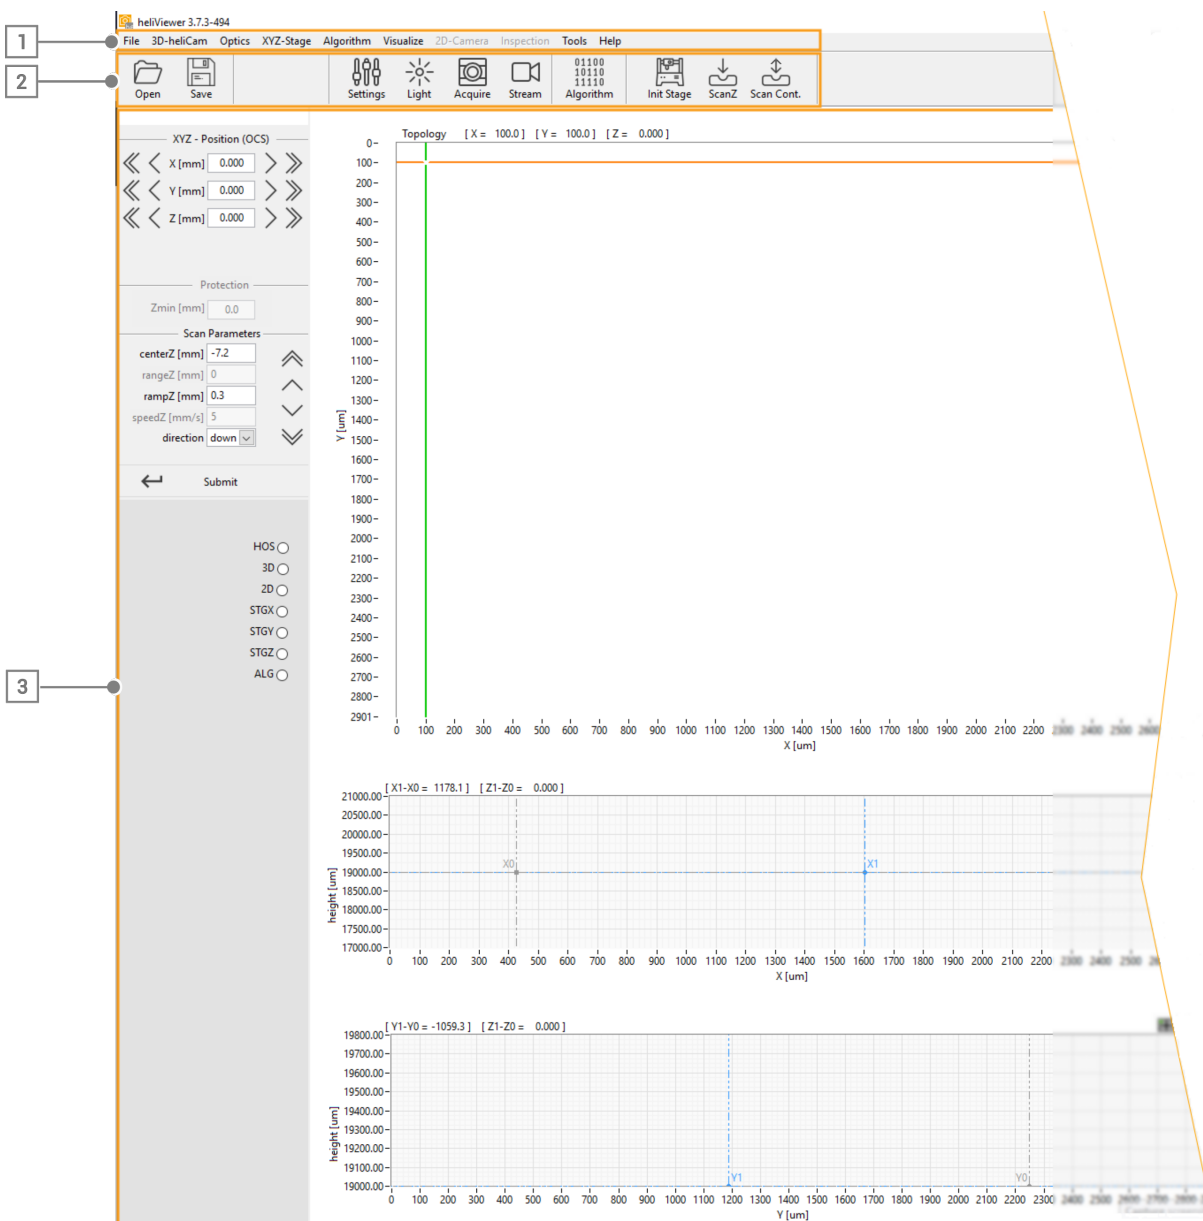 heliViewer 3.7.3-494
1
File 3D-heliCam Optics XYZ-Stage Algorithm Visualize 2D-Camera Inspection Tools Help
2
01100
10110
11110
Open Save Settings Light Acquire Stream Algorithm Init Stage ScanZ Scan Cont.
XYZ - Position (OCS)
X [mm] 0.000
Y [mm] 0.000
Z [mm] 0.000
Protection
Zmin [mm] 0.0
Scan Parameters
centerZ [mm] -7.2
rangeZ [mm] 0
rampZ [mm] 0.3
speedZ [mm/s] 5
direction down
Submit
HOS
3D
2D
STGX
STGY
STGZ
ALG
3
Topology [ X = 100.0 ] [ Y = 100.0 ] [ Z = 0.000 ]
0
100
200
300
400
500
600
700
800
900
1000
1100
1200
1300
1400
1500
1600
1700
1800
1900
2000
2100
2200
2300
2400
2500
2600
2700
2800
2901
Y [um]
0 100 200 300 400 500 600 700 800 900 1000 1100 1200 1300 1400 1500 1600 1700 1800 1900 2000 2100 2200 2300 2400 2500 2600
X [um]
[ X1-X0 = 1178.1 ] [ Z1-Z0 = 0.000 ]
21000.00
20500.00
20000.00
19500.00
19000.00
18500.00
18000.00
17500.00
17000.00
height [um]
X0 X1
0 100 200 300 400 500 600 700 800 900 1000 1100 1200 1300 1400 1500 1600 1700 1800 1900 2000 2100 2200 2300 2400 2500
X [um]
[ Y1-Y0 = -1059.3 ] [ Z1-Z0 = 0.000 ]
19800.00
19700.00
19600.00
19500.00
19400.00
19300.00
19200.00
19100.00
19000.00
height [um]
Y1 Y0
0 100 200 300 400 500 600 700 800 900 1000 1100 1200 1300 1400 1500 1600 1700 1800 1900 2000 2100 2200 2300 2400 2500 2600 2700 2800
Y [um]